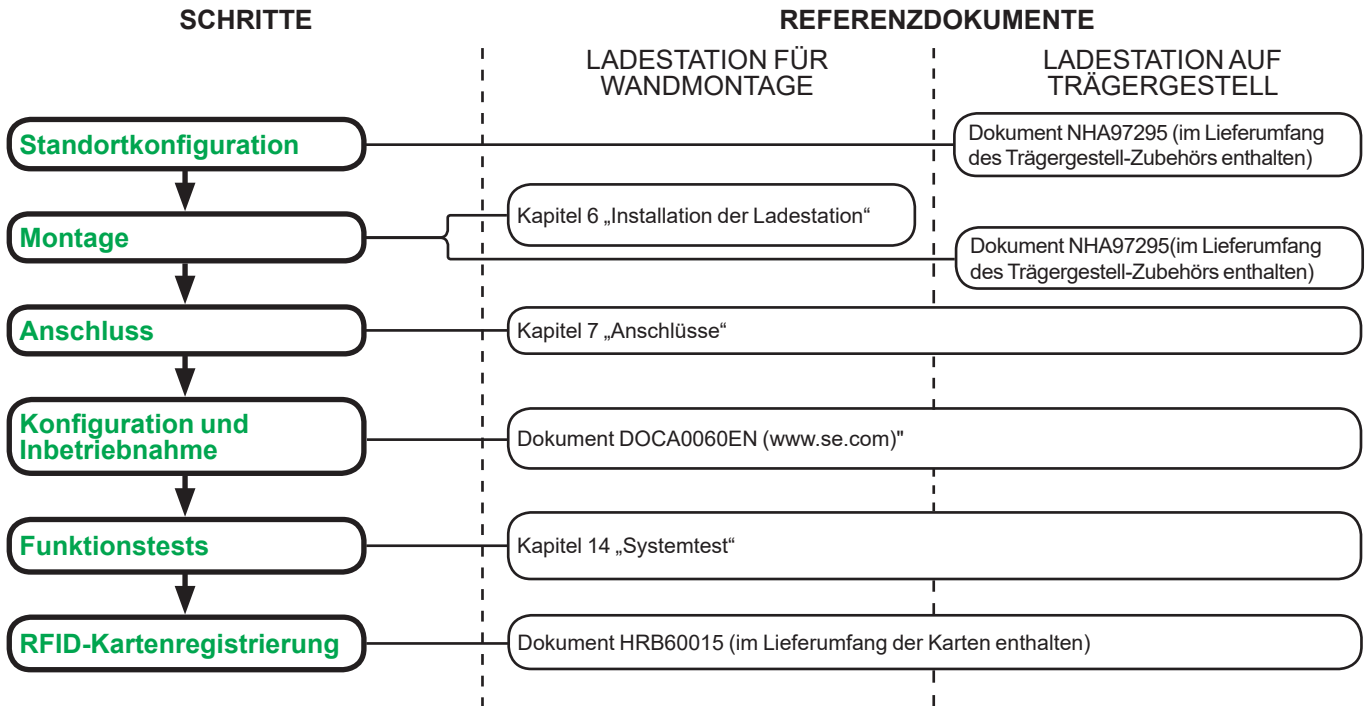 SCHRITTE
REFERENZDOKUMENTE
LADESTATION FÜR
WANDMONTAGE
LADESTATION AUF
TRÄGERGESTELL
Standortkonfiguration
Dokument NHA97295 (im Lieferumfang
des Trägergestell-Zubehörs enthalten)
Montage
Kapitel 6 „Installation der Ladestation“
Dokument NHA97295(im Lieferumfang
des Trägergestell-Zubehörs enthalten)
Anschluss
Kapitel 7 „Anschlüsse“
Konfiguration und
Inbetriebnahme
Dokument DOCA0060EN (www.se.com)"
Funktionstests
Kapitel 14 „Systemtest“
RFID-Kartenregistrierung
Dokument HRB60015 (im Lieferumfang der Karten enthalten)